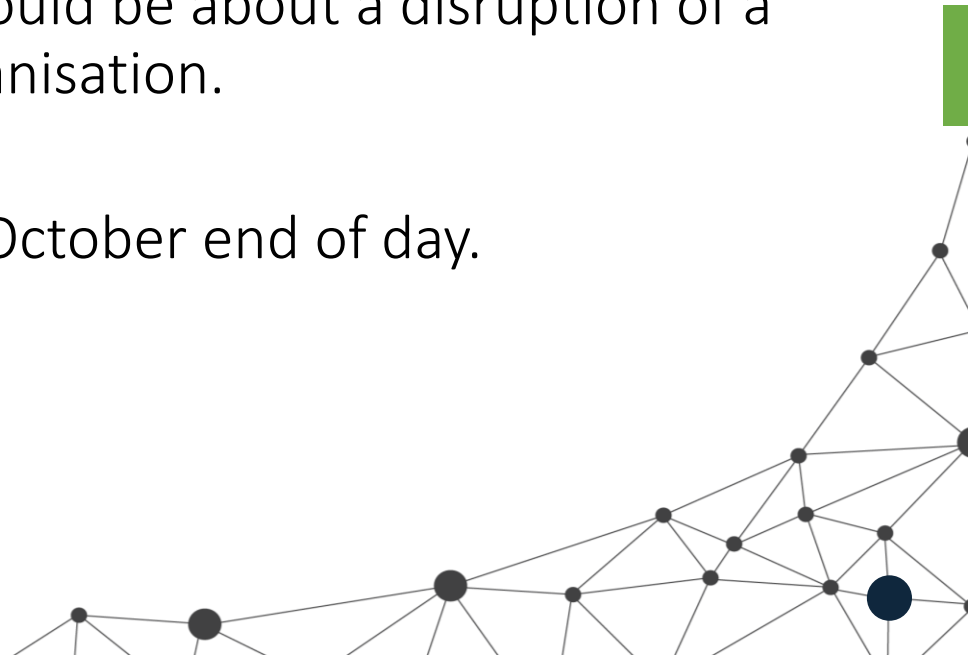 ould be about a disruption of a
nisation.
October end of day.